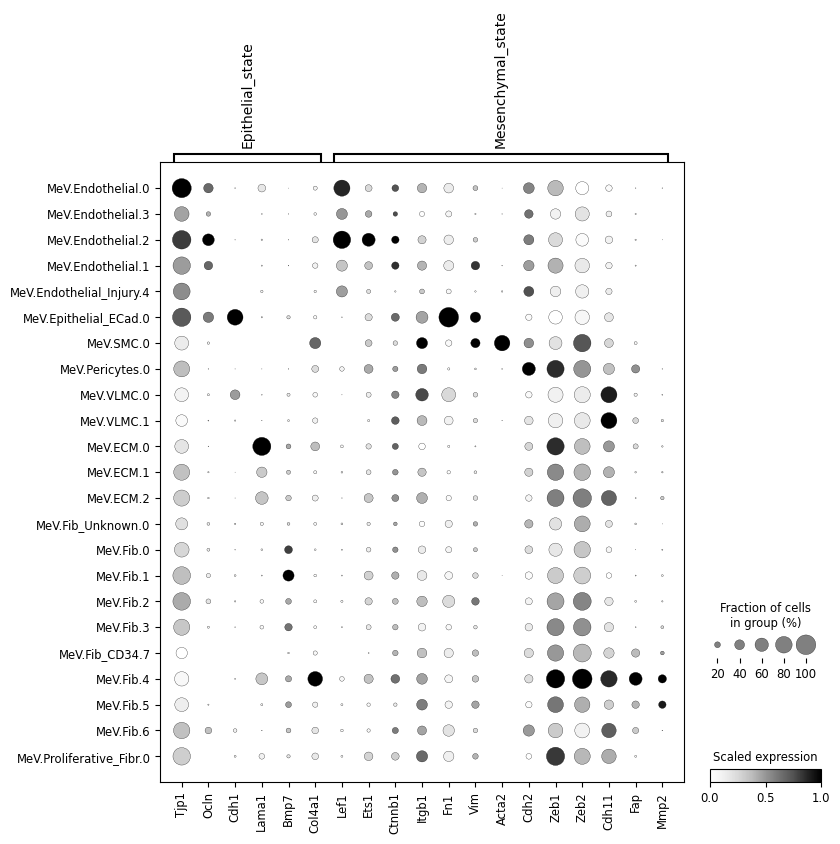 Epithelial_state
Mesenchymal_state
MeV.Endothelial.0
MeV.Endothelial.3
MeV.Endothelial.2
MeV.Endothelial.1
MeV.Endothelial_Injury.4
MeV.Epithelial_ECad.0
MeV.SMC.0
MeV.Pericytes.0
MeV.VLMC.0
MeV.VLMC.1
MeV.ECM.0
MeV.ECM.1
MeV.ECM.2
MeV.Fib_Unknown.0
MeV.Fib.0
MeV.Fib.1
MeV.Fib.2
MeV.Fib.3
MeV.Fib_CD34.7
MeV.Fib.4
MeV.Fib.5
MeV.Fib.6
MeV.Proliferative_Fibr.0
Tjp1
Ocln
Cdh1
Lama1
Bmp7
Col4a1
Lef1
Ets1
Ctnnb1
Itgb1
Fn1
Vim
Acta2
Cdh2
Zeb1
Zeb2
Cdh11
Fap
Mmp2
Fraction of cells
in group (%)
20 40 60 80 100
Scaled expression
0.0 0.5 1.0